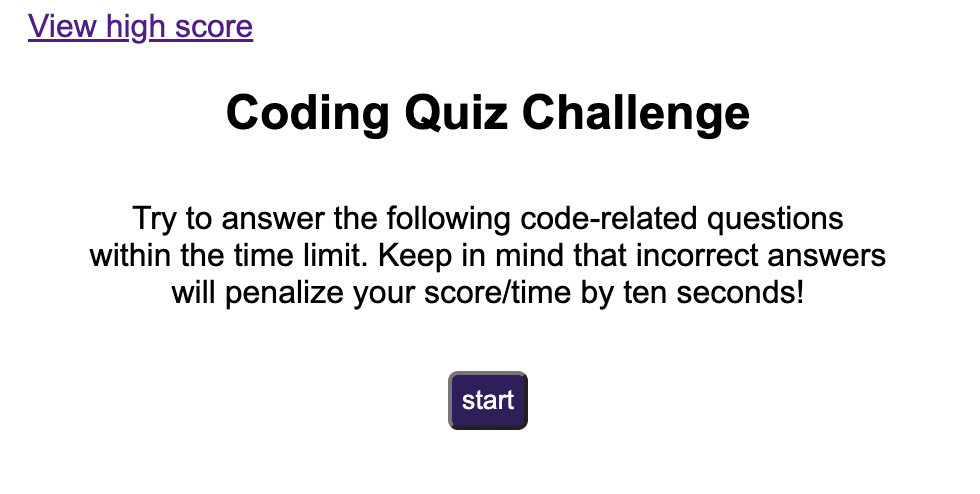 View high score
Coding Quiz Challenge
Try to answer the following code-related questions
within the time limit. Keep in mind that incorrect answers
will penalize your score/time by ten seconds!
start